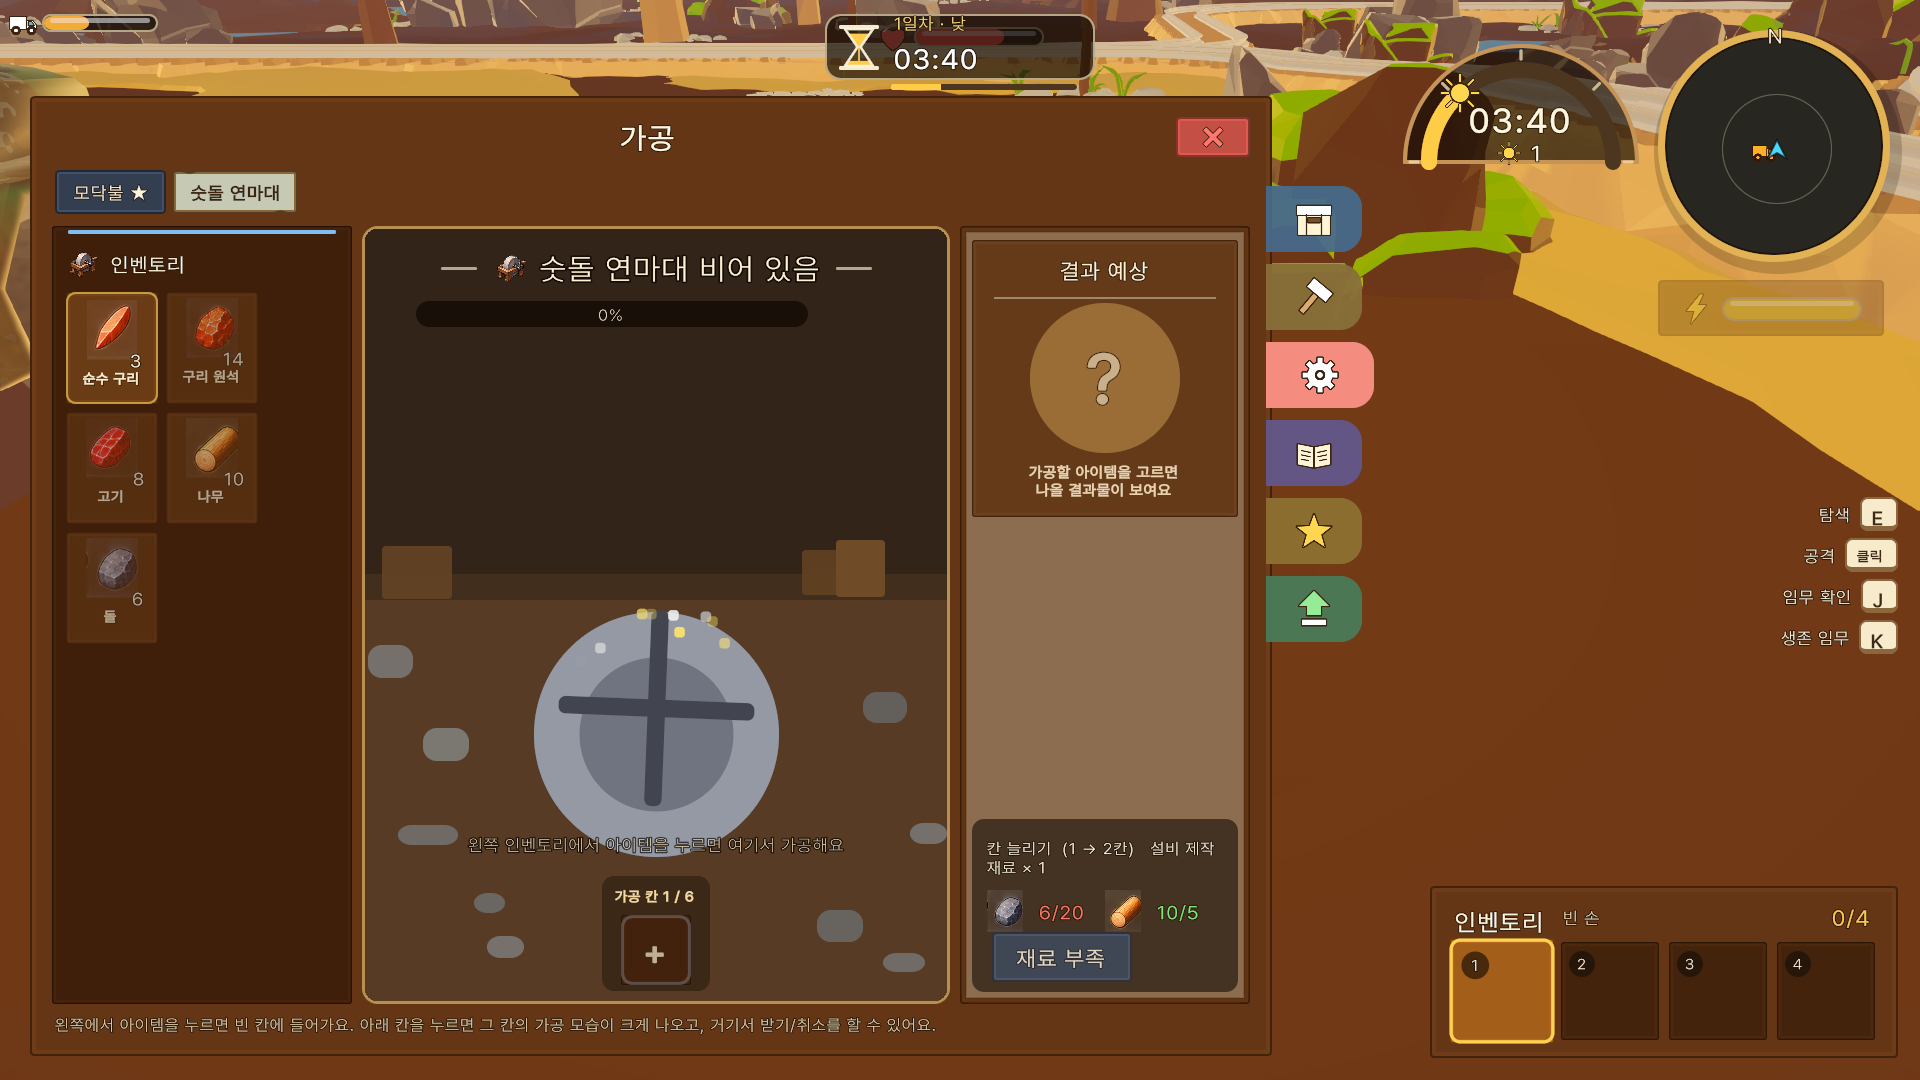 1일차 · 낮
03:40
N
03:40
1
가공
모닥불 ★
숫돌 연마대
인벤토리
3
순수 구리
14
구리 원석
8
고기
10
나무
6
돌
숫돌 연마대 비어 있음
0%
왼쪽 인벤토리에서 아이템을 누르면 여기서 가공해요
가공 칸 1 / 6
+
결과 예상
?
가공할 아이템을 고르면
나올 결과물이 보여요
칸 늘리기 (1 → 2칸) 설비 제작
재료 × 1
6/20
10/5
재료 부족
왼쪽에서 아이템을 누르면 빈 칸에 들어가요. 아래 칸을 누르면 그 칸의 가공 모습이 크게 나오고, 거기서 받기/취소를 할 수 있어요.
탐색 E
공격 클릭
임무 확인 J
생존 임무 K
인벤토리 빈 손 0/4
1 2 3 4